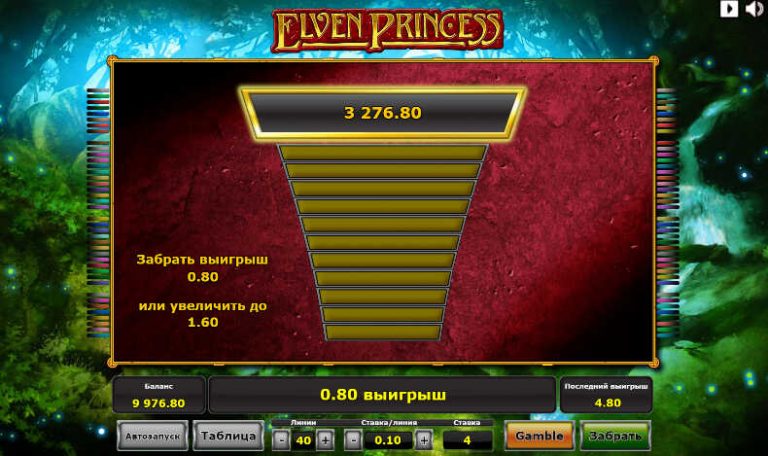 ELVEN PRINCESS
3 276.80
Забрать выигрыш
0.80
или увеличить до
1.60
Баланс
9 976.80
0.80 выигрыш
Последний выигрыш
4.80
Автозапуск
Таблица
Линии
- 40 +
Ставка/линия
- 0.10 +
Ставка
4
Gamble
Забрать